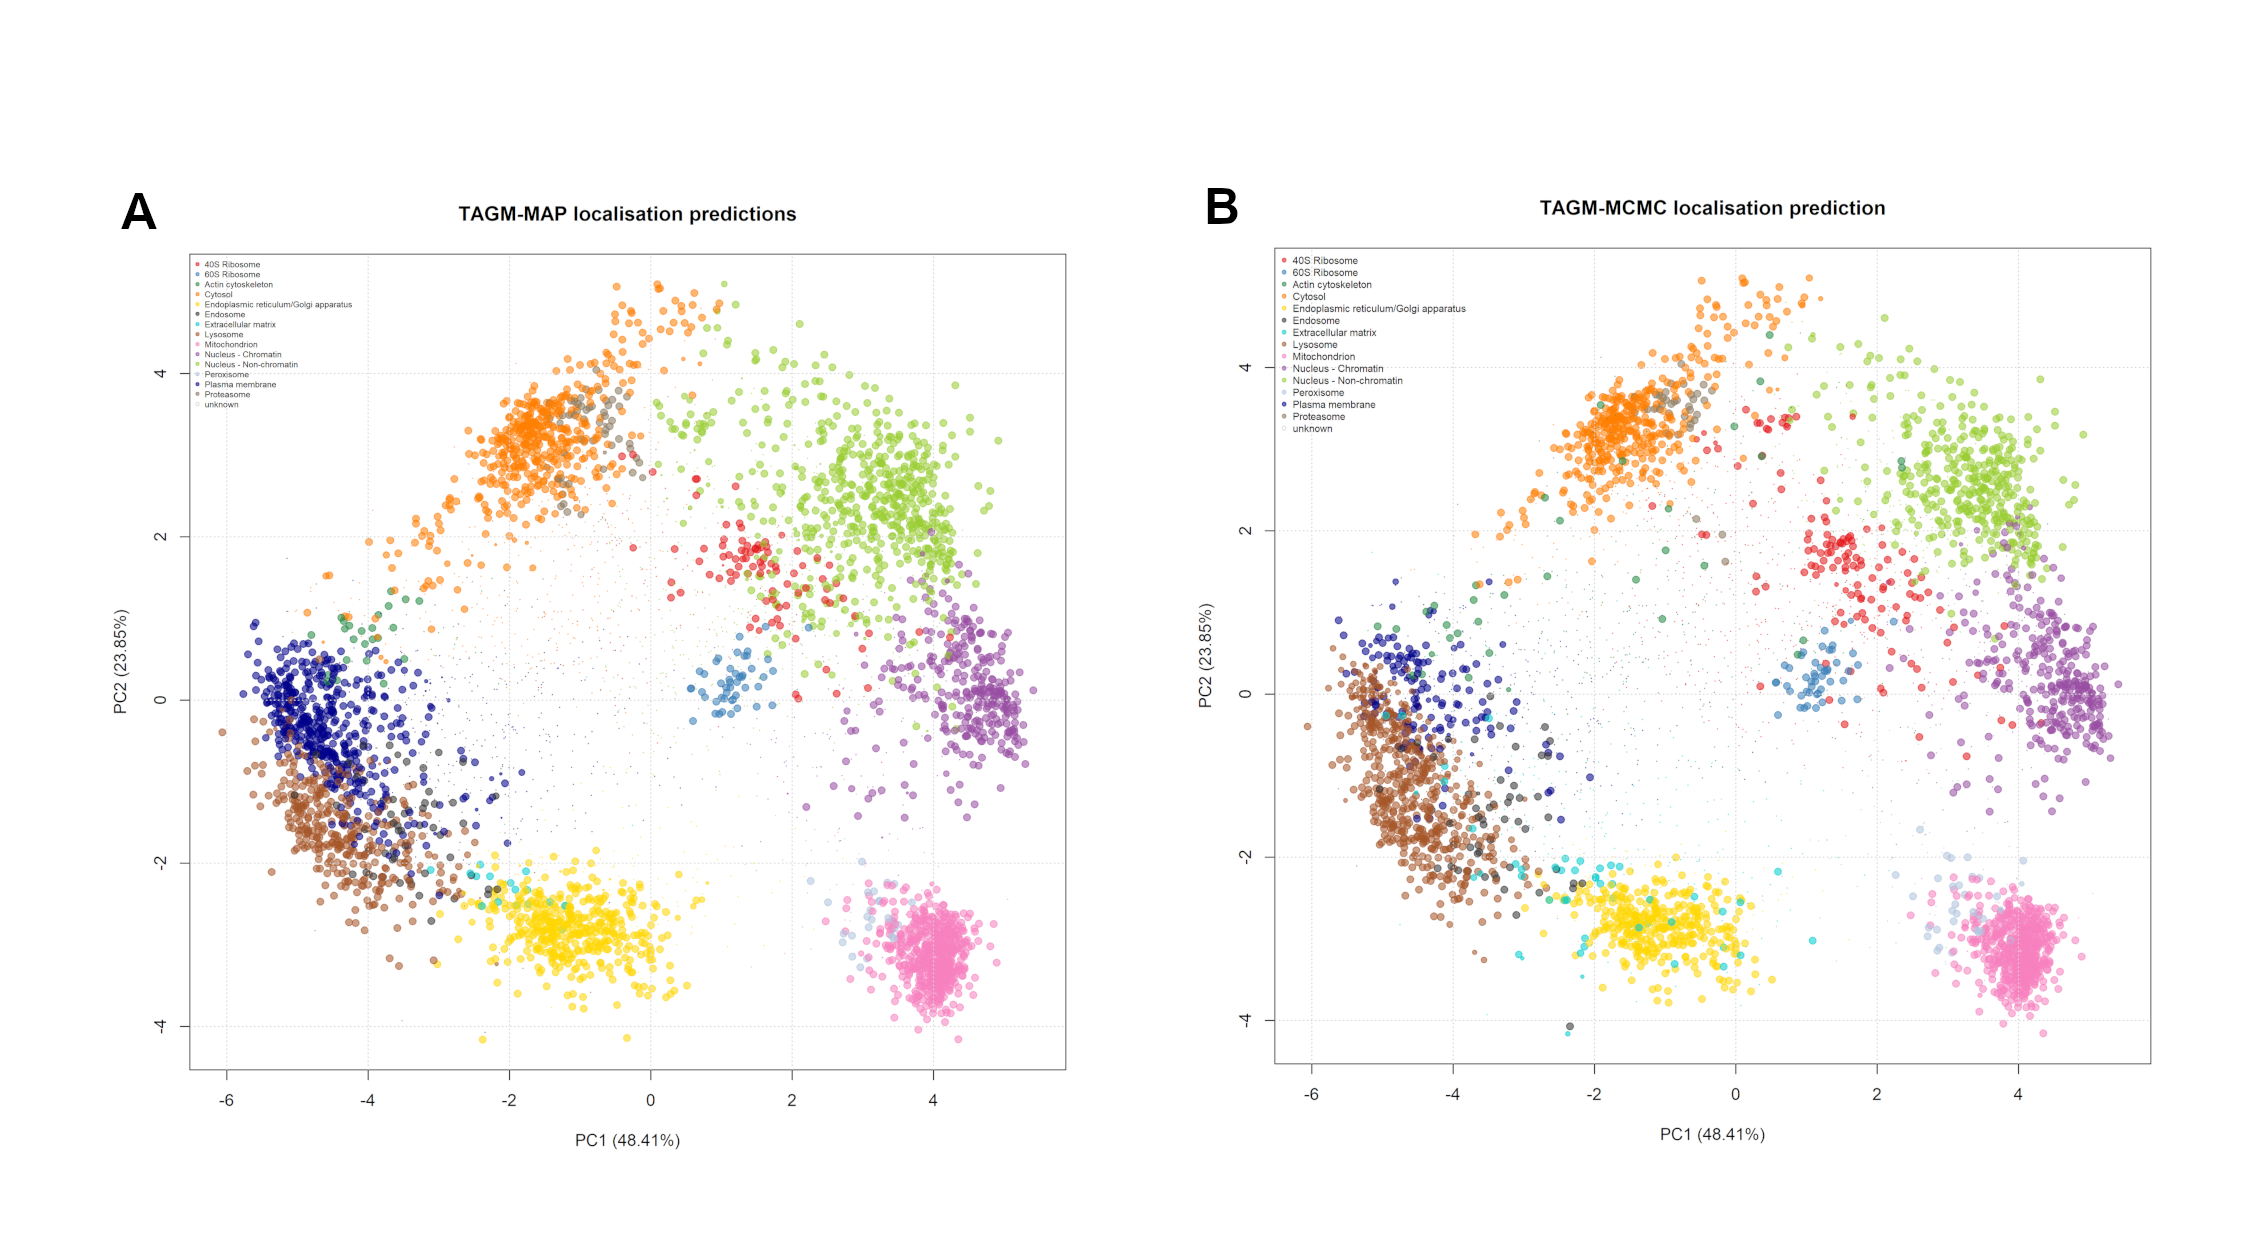 A
TAGM-MAP localisation predictions
40S Ribosome
60S Ribosome
Actin cytoskeleton
Cytosol
Endoplasmic reticulum/Golgi apparatus
Endosome
Extracellular matrix
Lysosome
Mitochondrion
Nucleus - Chromatin
Nucleus - Non-chromatin
Peroxisome
Plasma membrane
Proteasome
unknown
4
2
0
-2
-4
PC2 (23.85%)
-6 -4 -2 0 2 4
PC1 (48.41%)
B
TAGM-MCMC localisation prediction
40S Ribosome
60S Ribosome
Actin cytoskeleton
Cytosol
Endoplasmic reticulum/Golgi apparatus
Endosome
Extracellular matrix
Lysosome
Mitochondrion
Nucleus - Chromatin
Nucleus - Non-chromatin
Peroxisome
Plasma membrane
Proteasome
unknown
4
2
0
-2
-4
PC2 (23.85%)
-6 -4 -2 0 2 4
PC1 (48.41%)